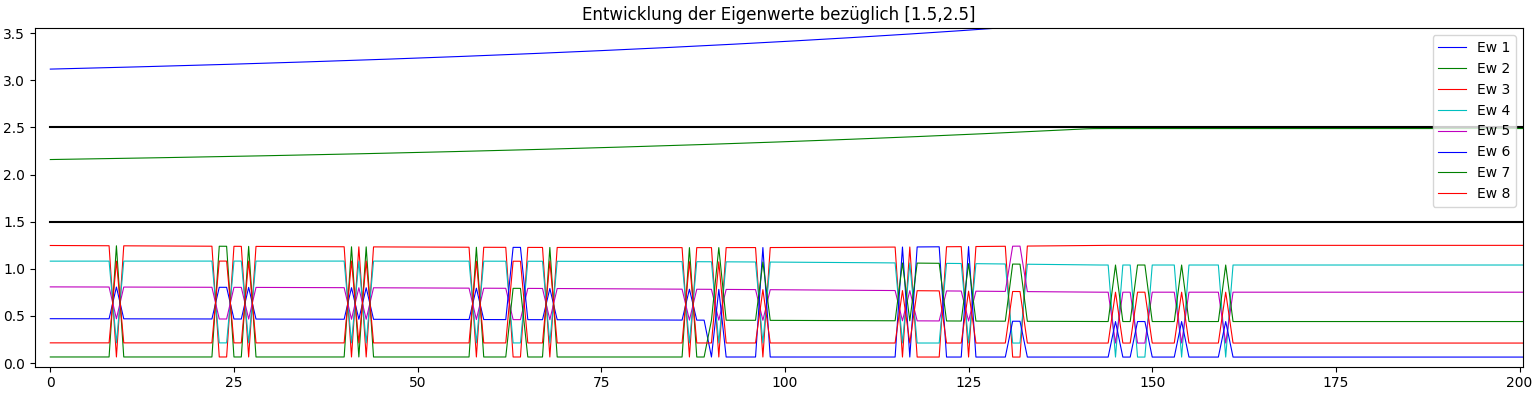 Entwicklung der Eigenwerte bezüglich [1.5,2.5]
3.5
3.0
2.5
2.0
1.5
1.0
0.5
0.0
0
25
50
75
100
125
150
175
200
Ew 1
Ew 2
Ew 3
Ew 4
Ew 5
Ew 6
Ew 7
Ew 8